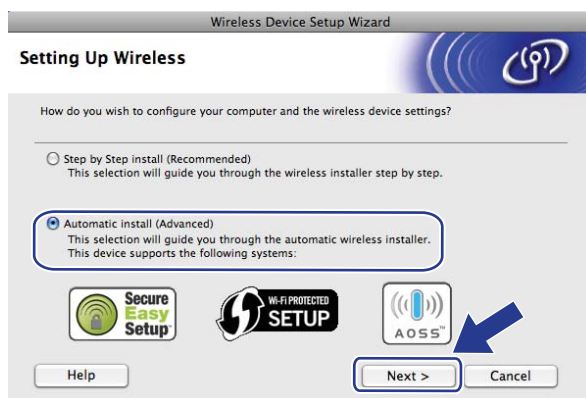 Wireless Device Setup Wizard
Setting Up Wireless
How do you wish to configure your computer and the wireless device settings?
Step by Step install (Recommended)
This selection will guide you through the wireless installer step by step.
Automatic install (Advanced)
This selection will guide you through the automatic wireless installer.
This device supports the following systems:
Secure
Easy
Setup™
Wi-Fi PROTECTED
SETUP
AOSS™
Help
Next >
Cancel